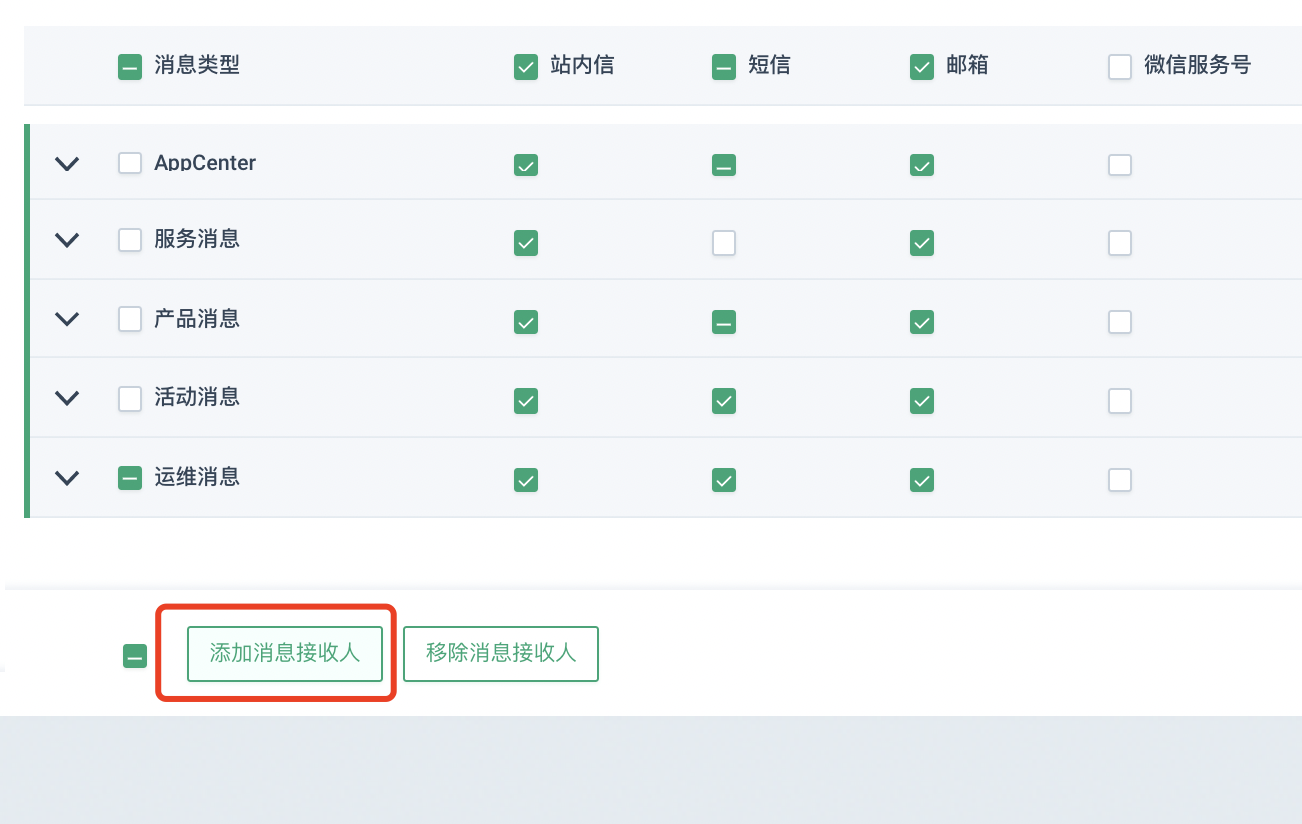 消息类型 站内信 短信 邮箱 微信服务号
AppCenter
服务消息
产品消息
活动消息
运维消息
添加消息接收人 移除消息接收人